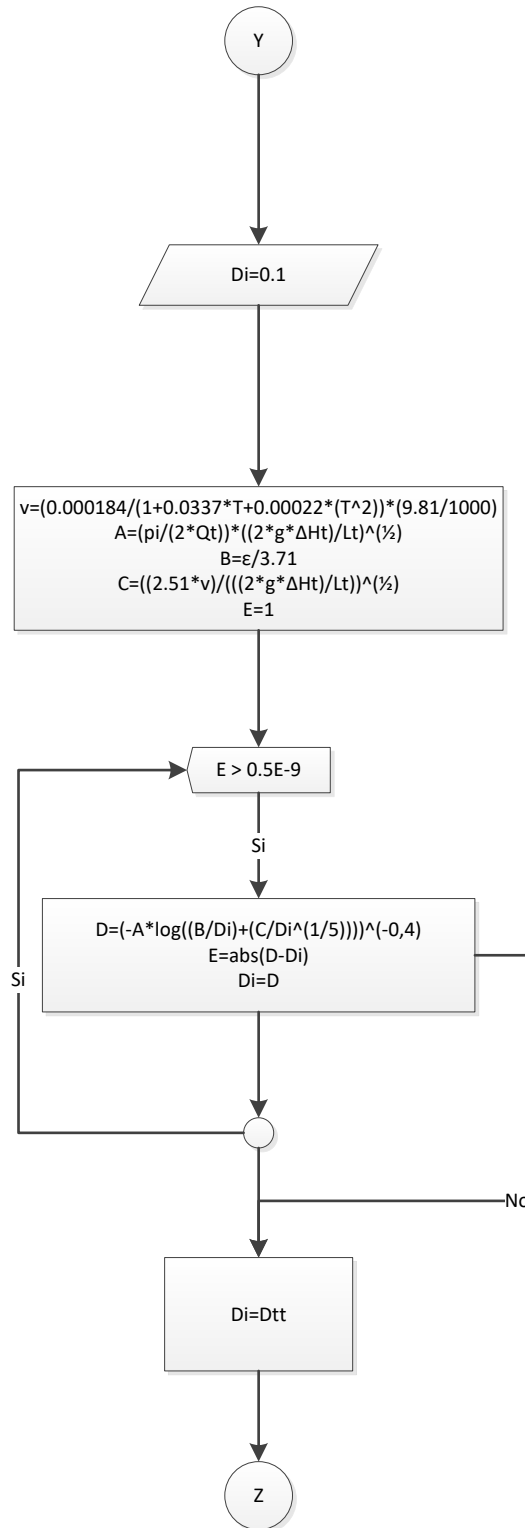 Y
Di=0.1
v=(0.000184/(1+0.0337*T+0.00022*(T^2))*(9.81/1000)
A=(pi/(2*Qt))*((2*g*ΔHt)/Lt)^(½)
B=ε/3.71
C=((2.51*v)/(((2*g*ΔHt)/Lt))^(½)
E=1
E > 0.5E-9
Si
D=(-A*log((B/Di)+(C/Di^(1/5))))^(-0,4)
E=abs(D-Di)
Di=D
Si
No
Di=Dtt
Z